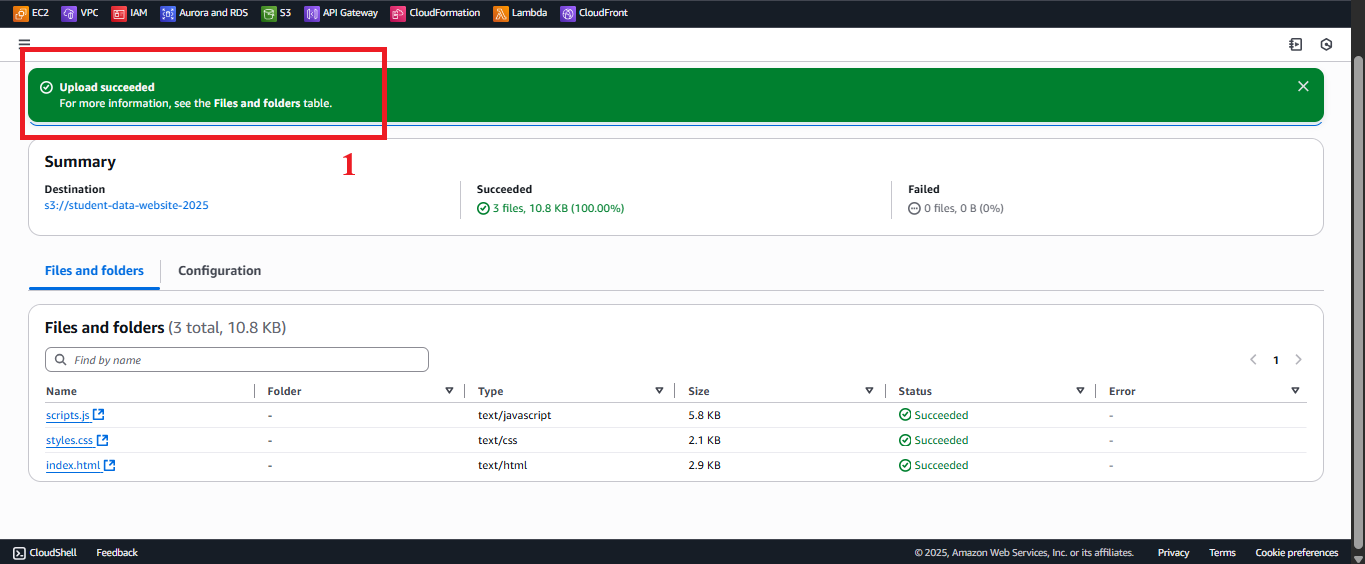 EC2 VPC IAM Aurora and RDS S3 API Gateway CloudFormation Lambda CloudFront
Upload succeeded
For more information, see the Files and folders table.
1
Summary
Destination Succeeded Failed
s3://student-data-website-2025 3 files, 10.8 KB (100.00%) 0 files, 0 B (0%)
Files and folders Configuration
Files and folders (3 total, 10.8 KB)
Find by name 1
Name Folder Type Size Status Error
scripts.js - text/javascript 5.8 KB Succeeded -
styles.css - text/css 2.1 KB Succeeded -
index.html - text/html 2.9 KB Succeeded -
CloudShell Feedback © 2025, Amazon Web Services, Inc. or its affiliates. Privacy Terms Cookie preferences